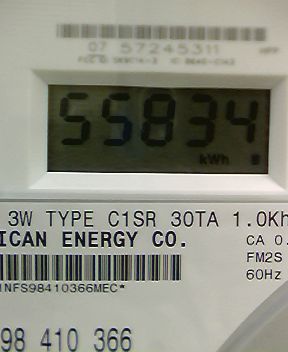 07 57245311
55834
kWh
3W TYPE C1SR 30TA 1.0Kh
ICAN ENERGY CO.
CA 0.
FM2S
60Hz
1NFS98410366MEC*
98 410 366